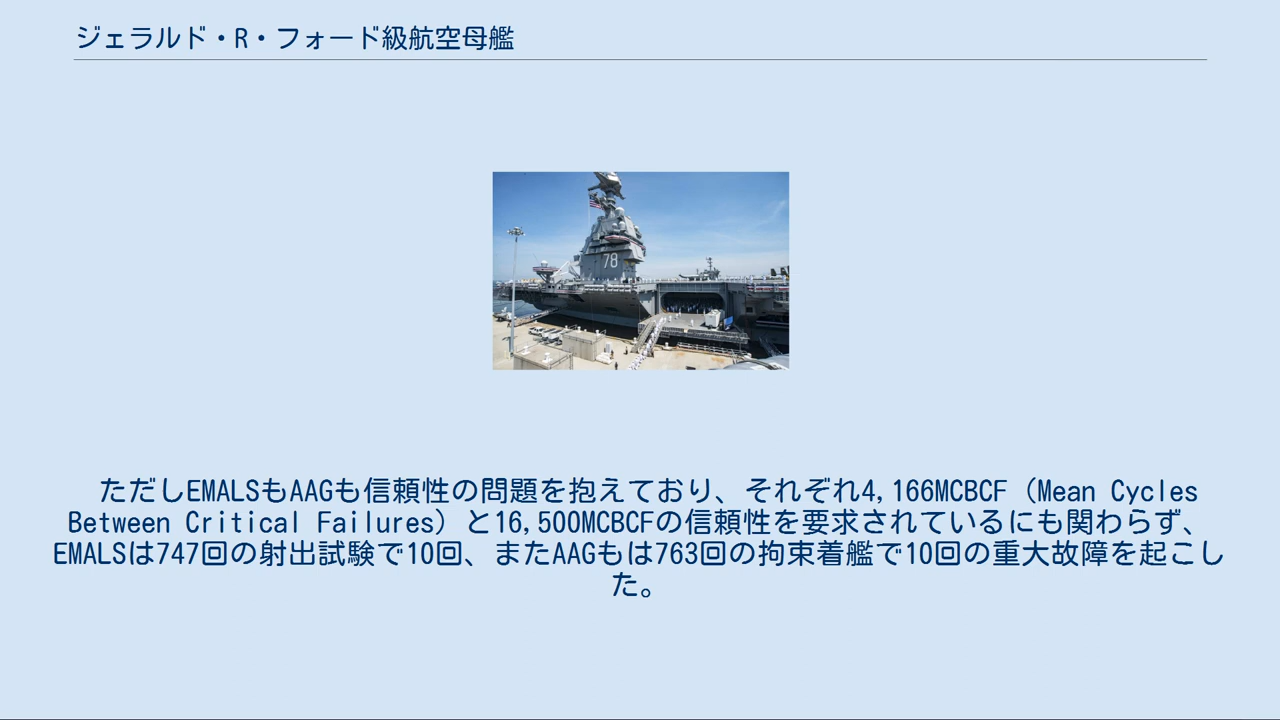 ジェラルド・R・フォード級航空母艦
78
ただしEMALSもAAGも信頼性の問題を抱えており、それぞれ4,166MCBCF（Mean Cycles
Between Critical Failures）と16,500MCBCFの信頼性を要求されているにも関わらず、
EMALSは747回の射出試験で10回、またAAGもは763回の拘束着艦で10回の重大故障を起こし
た。